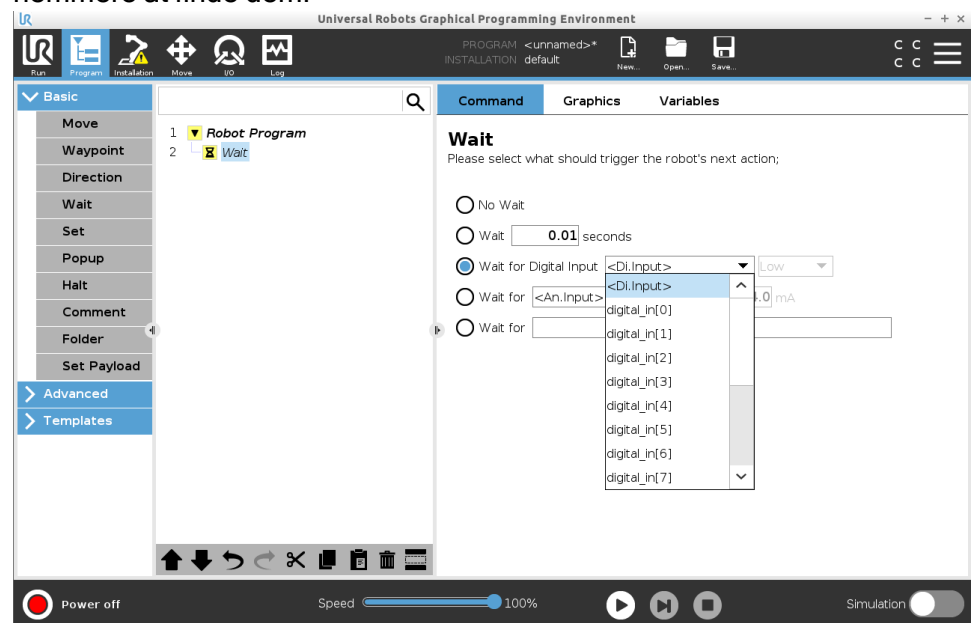 Universal Robots Graphical Programming Environment
Run
Program
Installation
Move
I/O
Log
PROGRAM <unnamed>*
INSTALLATION default
New...
Open...
Save...
C C
C C
Basic
Move
Waypoint
Direction
Wait
Set
Popup
Halt
Comment
Folder
Set Payload
Advanced
Templates
1 Robot Program
2 Wait
Command Graphics Variables
Wait
Please select what should trigger the robot's next action;
No Wait
Wait 0.01 seconds
Wait for Digital Input <Di.Input> Low
Wait for <An.Input> .0 mA
Wait for
<Di.Input>
digital_in[0]
digital_in[1]
digital_in[2]
digital_in[3]
digital_in[4]
digital_in[5]
digital_in[6]
digital_in[7]
Power off
Speed 100%
Simulation